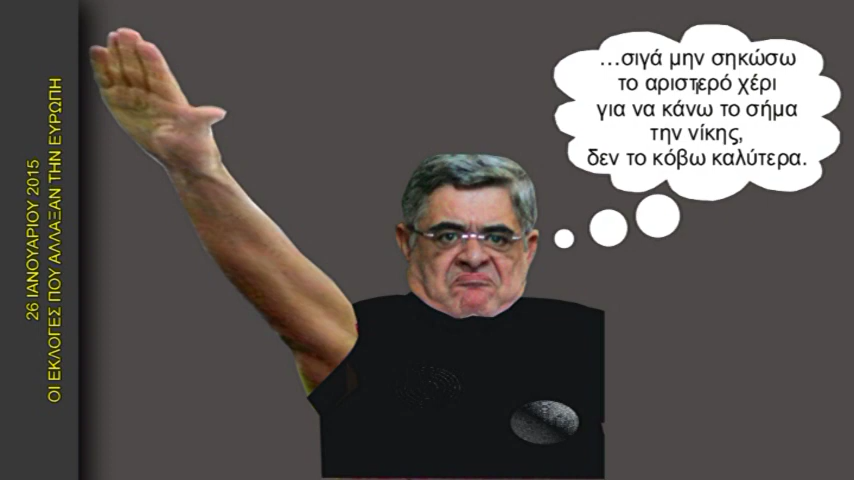 26 ΙΑΝΟΥΑΡΙΟΥ 2015
ΟΙ ΕΚΛΟΓΕΣ ΠΟΥ ΑΛΛΑΞΑΝ ΤΗΝ ΕΥΡΩΠΗ
…σιγά μην σηκώσω
το αριστερό χέρι
για να κάνω το σήμα
την νίκης,
δεν το κόβω καλύτερα.